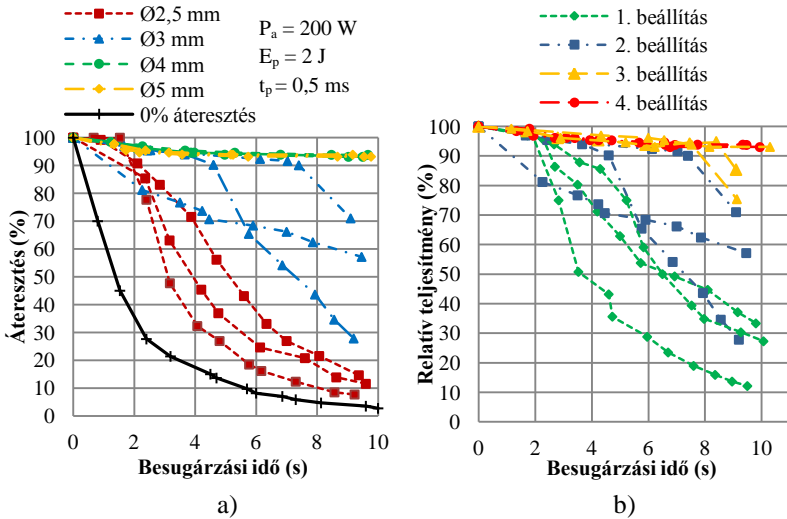 Ø2,5 mm
Ø3 mm
Ø4 mm
Ø5 mm
0% áteresztés
Pa = 200 W
Ep = 2 J
tp = 0,5 ms
Áteresztés (%)
100
90
80
70
60
50
40
30
20
10
0
0 2 4 6 8 10
Besugárzási idő (s)
a)
1. beállítás
2. beállítás
3. beállítás
4. beállítás
Relatív teljesítmény (%)
100
90
80
70
60
50
40
30
20
10
0
0 2 4 6 8 10
Besugárzási idő (s)
b)